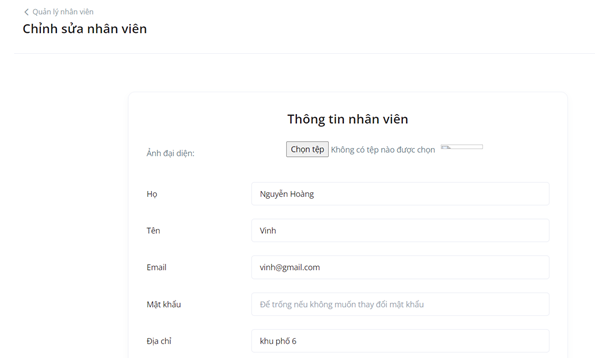 Quản lý nhân viên
Chỉnh sửa nhân viên
Thông tin nhân viên
Ảnh đại diện: Chọn tệp Không có tệp nào được chọn
Họ Nguyễn Hoàng
Tên Vinh
Email vinh@gmail.com
Mật khẩu Để trống nếu không muốn thay đổi mật khẩu
Địa chỉ khu phố 6